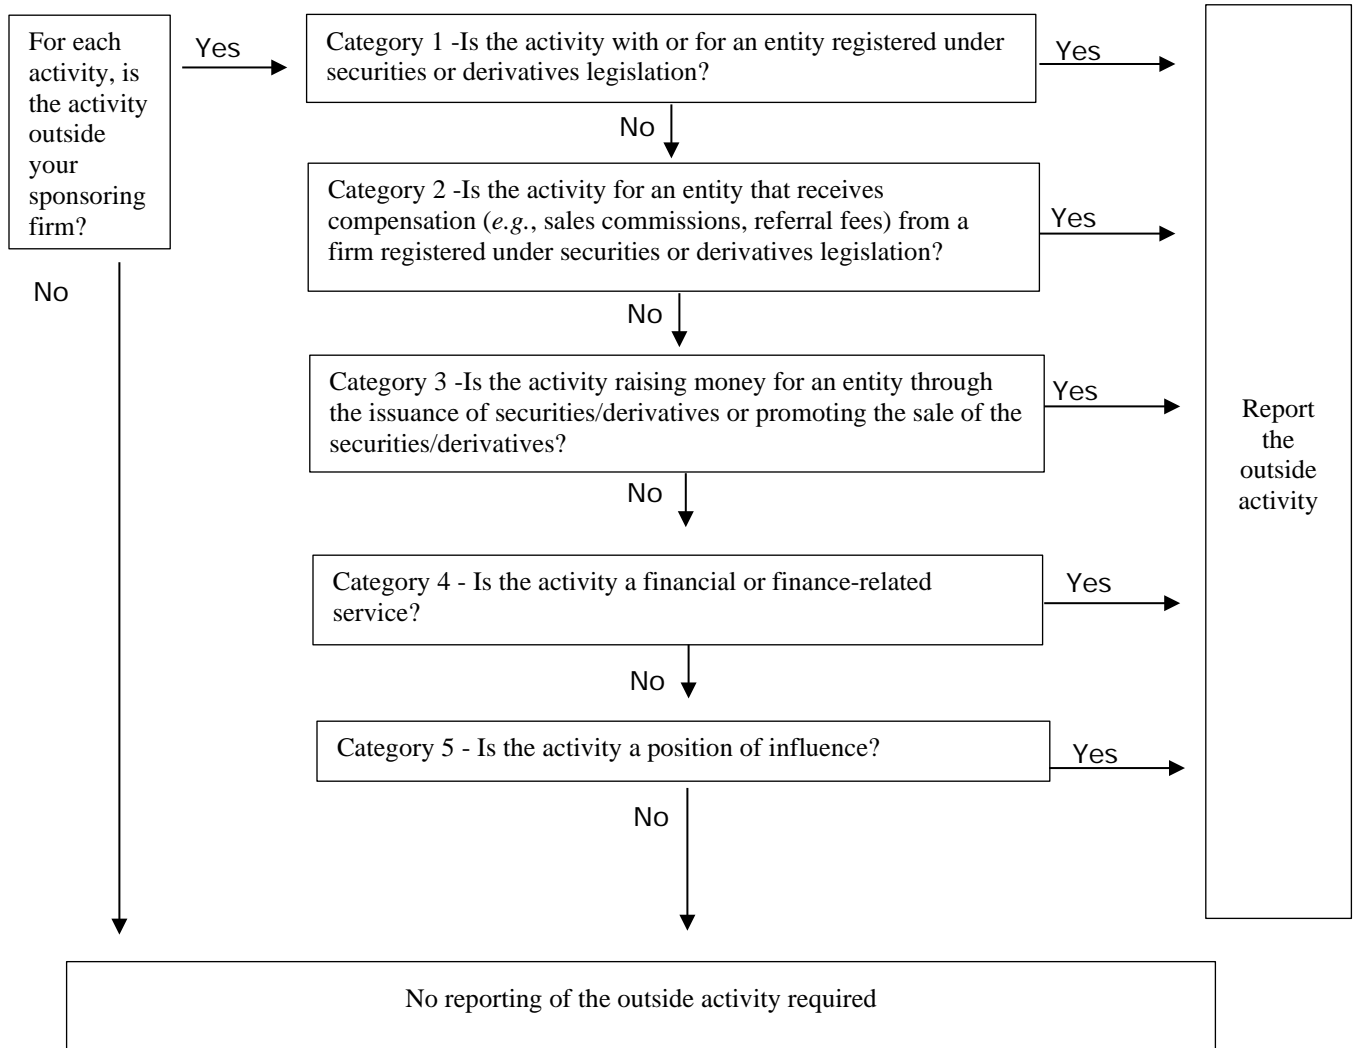 For each
activity, is
the activity
outside
your
sponsoring
firm?
Yes
Category 1 -Is the activity with or for an entity registered under
securities or derivatives legislation?
Yes
No
Category 2 -Is the activity for an entity that receives
compensation (e.g., sales commissions, referral fees) from a
firm registered under securities or derivatives legislation?
Yes
No
No
Category 3 -Is the activity raising money for an entity through
the issuance of securities/derivatives or promoting the sale of the
securities/derivatives?
Yes
Report
the
outside
activity
No
Category 4 - Is the activity a financial or finance-related
service?
Yes
No
Category 5 - Is the activity a position of influence?
Yes
No
No reporting of the outside activity required